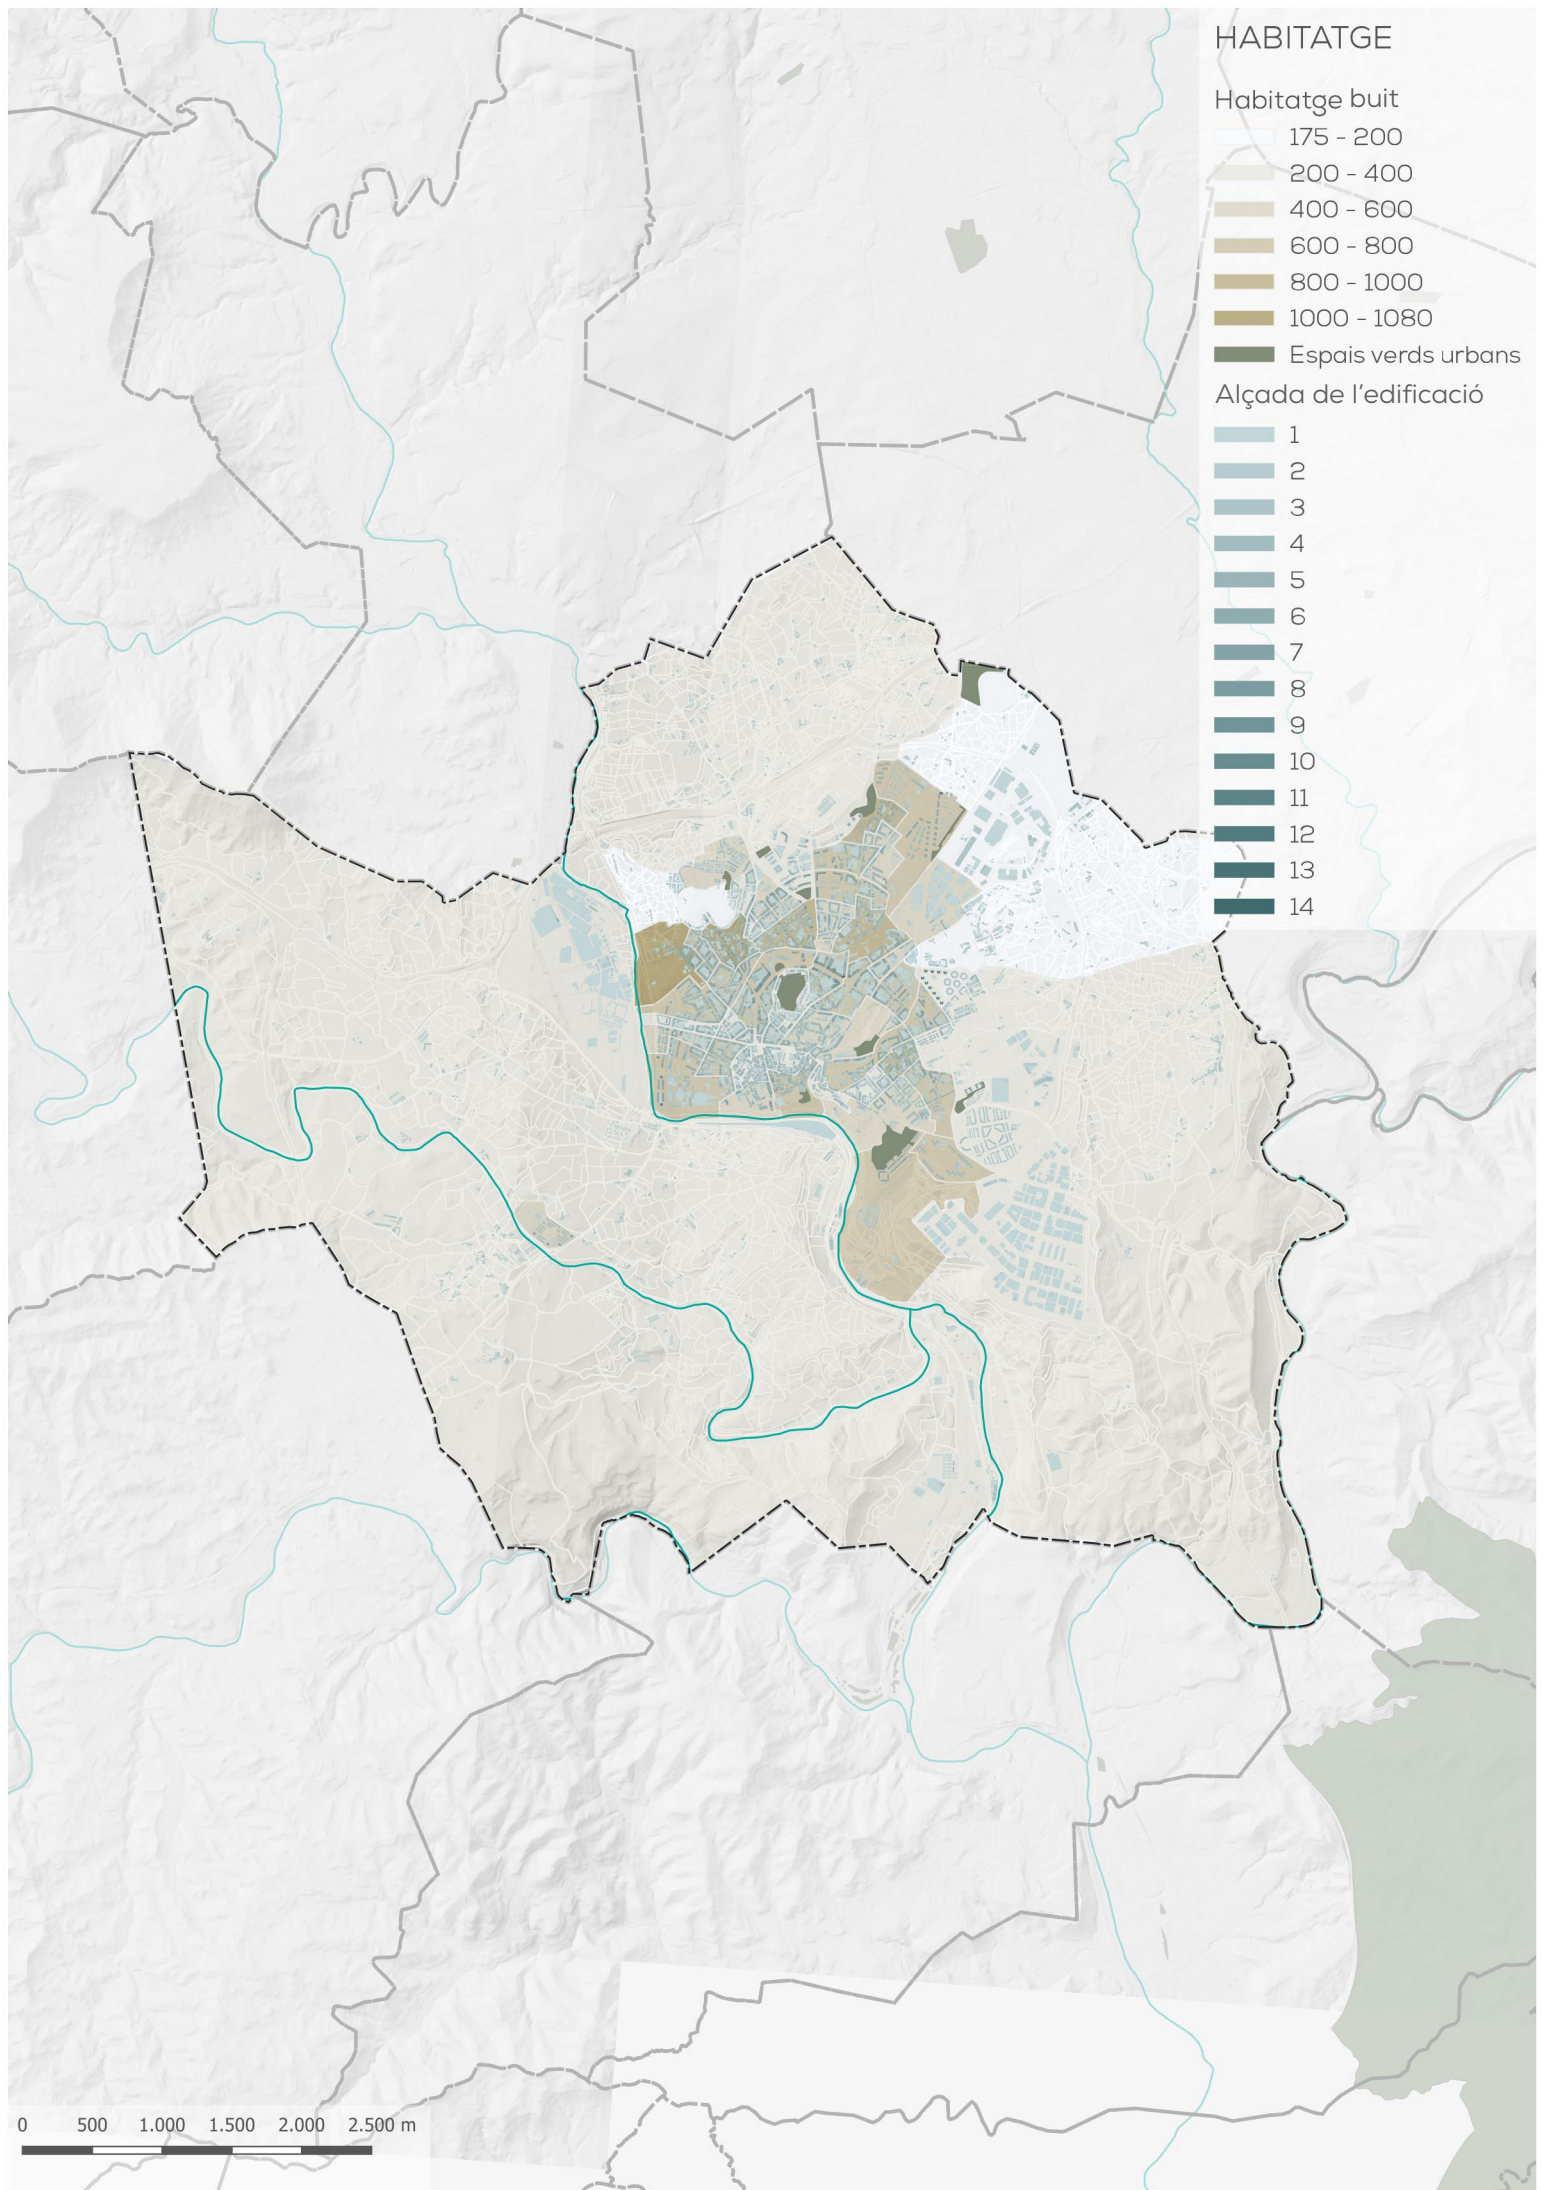 HABITATGE
Habitatge buit
175 - 200
200 - 400
400 - 600
600 - 800
800 - 1000
1000 - 1080
Espais verds urbans
Alçada de l'edificació
1
2
3
4
5
6
7
8
9
10
11
12
13
14
0 500 1.000 1.500 2.000 2.500 m